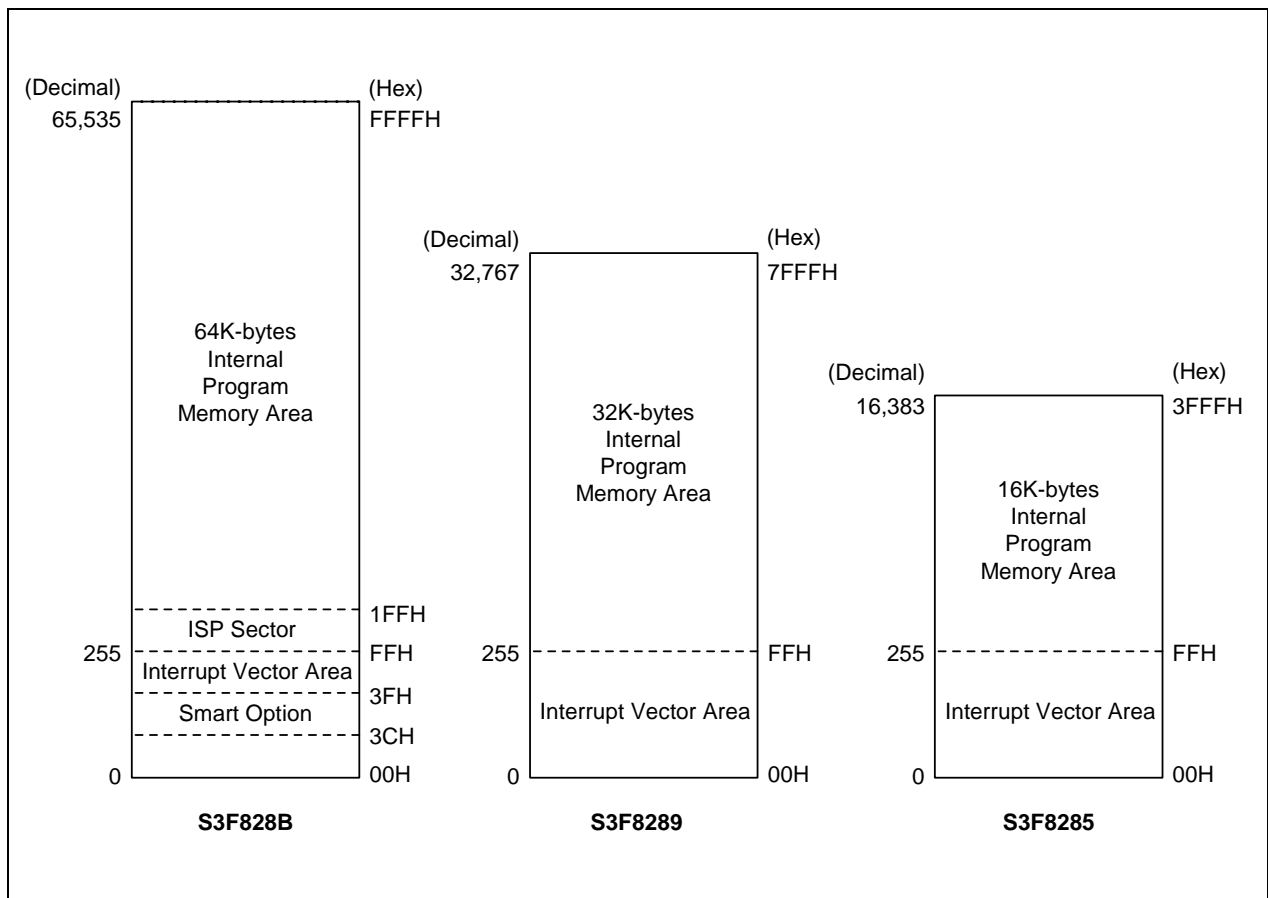 (Decimal)
65,535
(Hex)
FFFFH
64K-bytes
Internal
Program
Memory Area
1FFH
ISP Sector
255
FFH
Interrupt Vector Area
3FH
Smart Option
3CH
0
00H
S3F828B
(Decimal)
32,767
(Hex)
7FFFH
32K-bytes
Internal
Program
Memory Area
255
FFH
Interrupt Vector Area
0
00H
S3F8289
(Decimal)
16,383
(Hex)
3FFFH
16K-bytes
Internal
Program
Memory Area
255
FFH
Interrupt Vector Area
0
00H
S3F8285